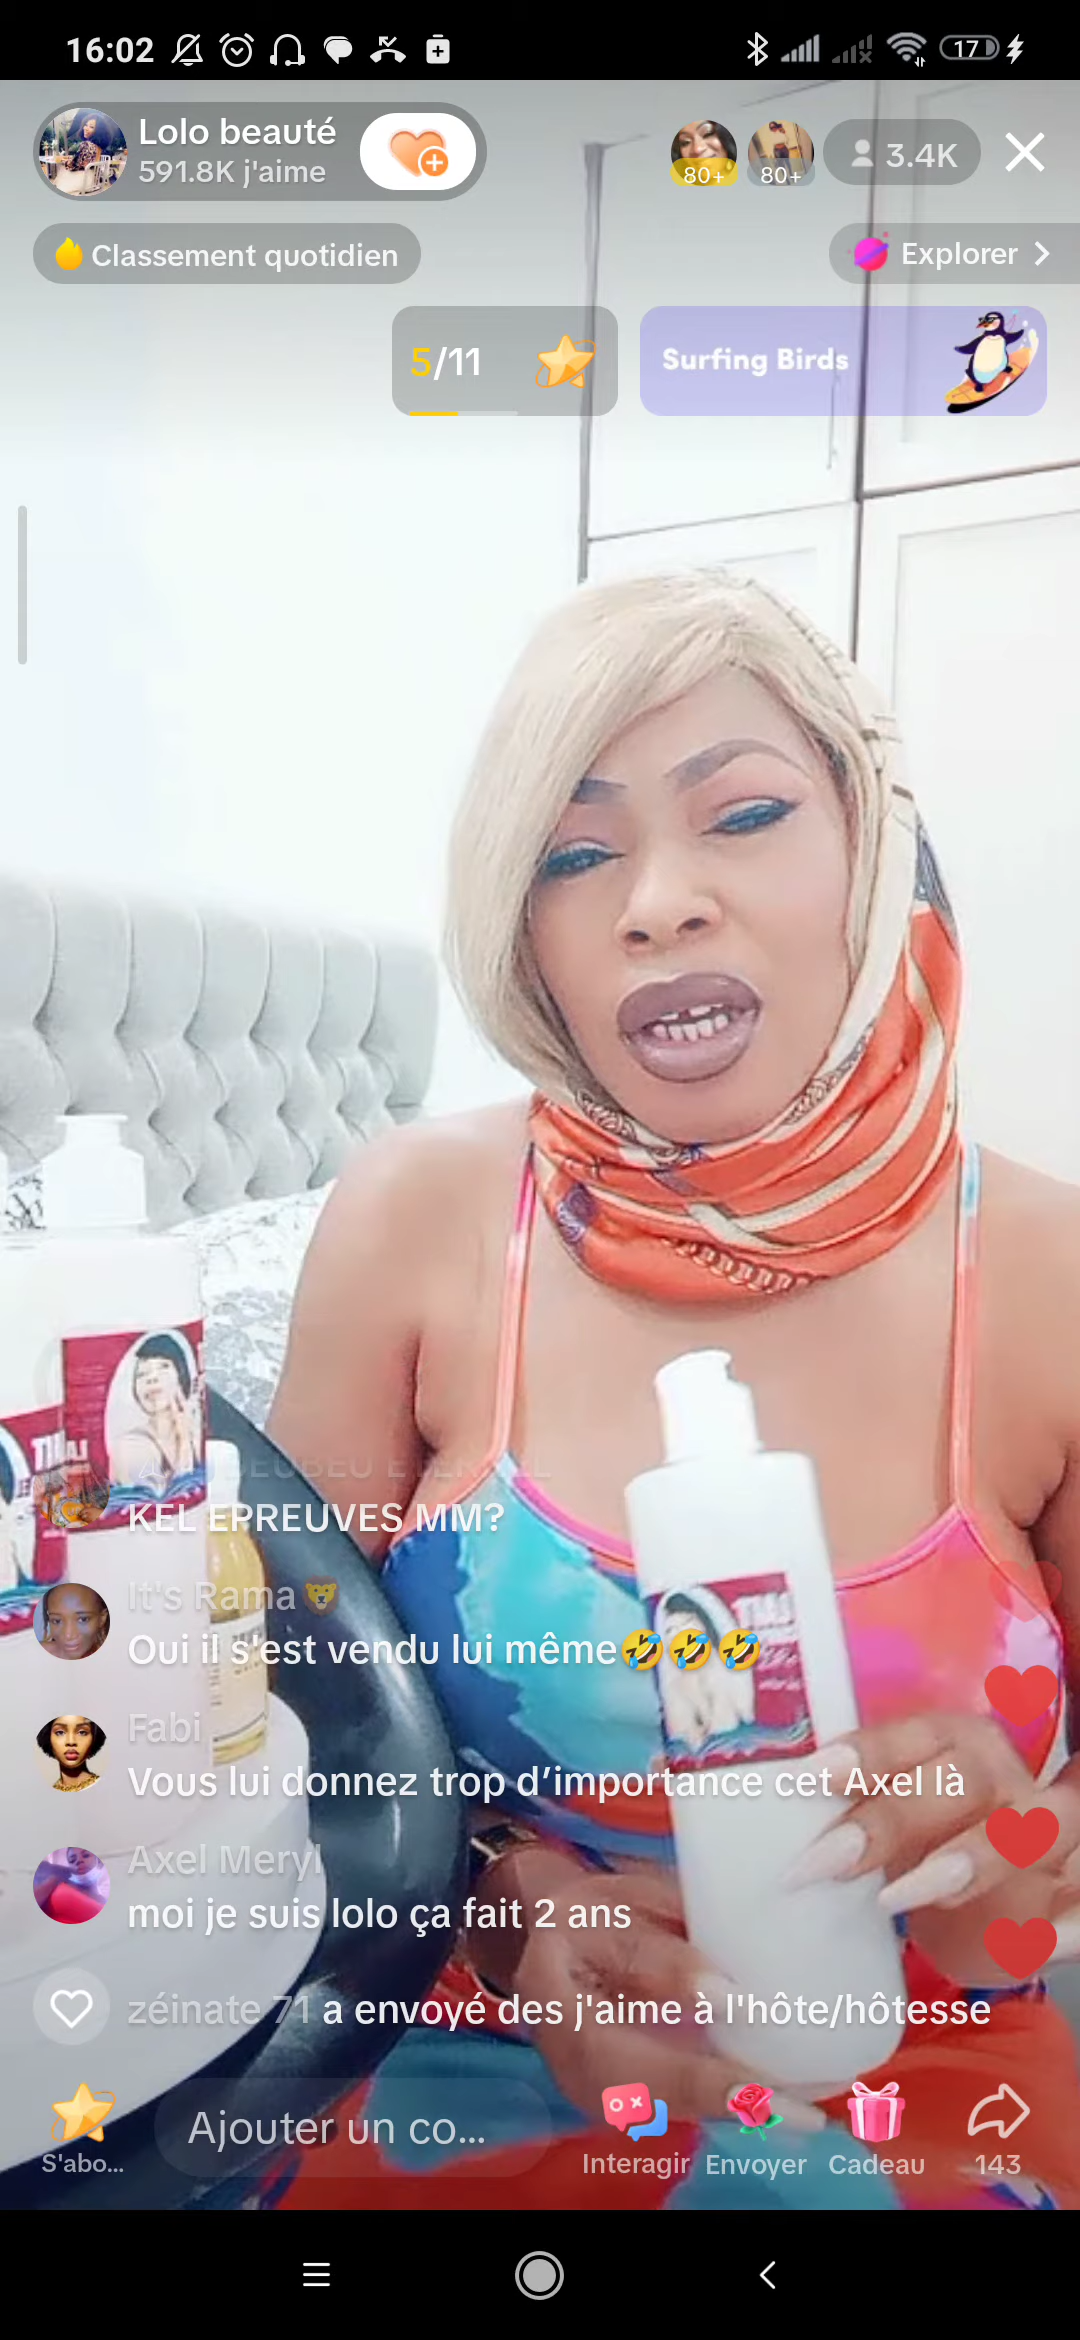 16:02
17
Lolo beauté
591.8K j'aime
80+
80+
3.4K
Classement quotidien
Explorer
5/11
Surfing Birds
KEL EPREUVES MM?
It's Rama🦁
Oui il s'est vendu lui même🤣🤣🤣
Fabi
Vous lui donnez trop d’importance cet Axel là
Axel Meryl
moi je suis lolo ça fait 2 ans
zéinate 71 a envoyé des j'aime à l'hôte/hôtesse
S'abo...
Ajouter un co...
Interagir
Envoyer
Cadeau
143